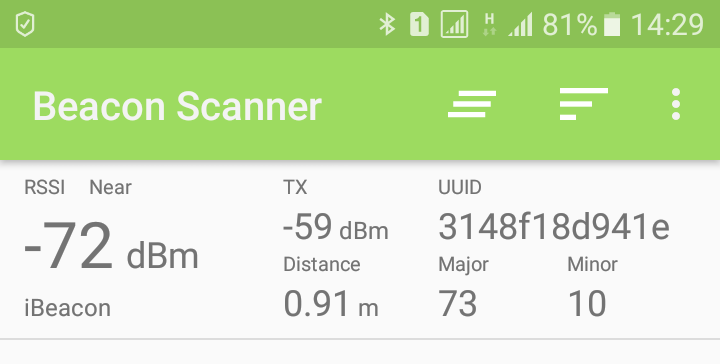 1 H 81% 14:29
Beacon Scanner
RSSI Near TX UUID
-72 dBm -59 dBm 3148f18d941e
Distance Major Minor
iBeacon 0.91 m 73 10